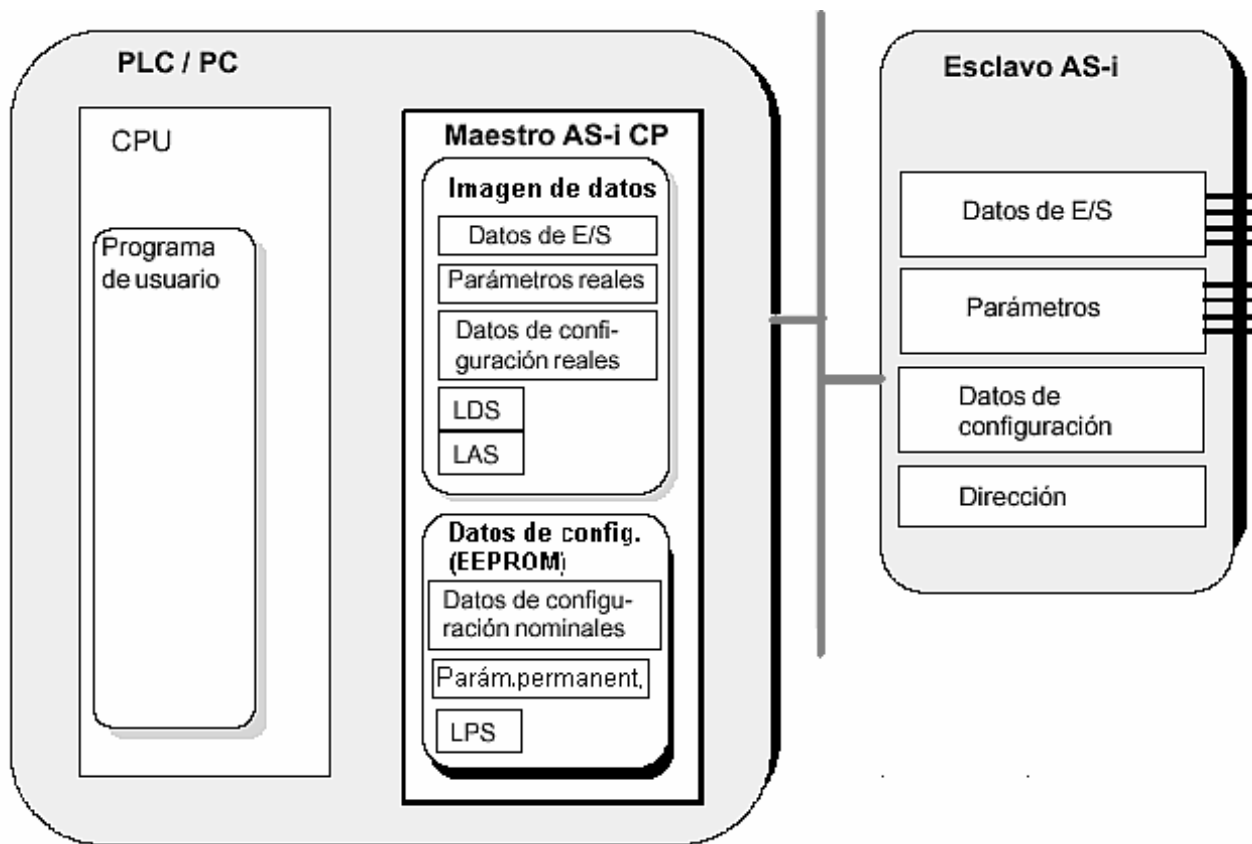 PLC / PC
CPU
Programa
de usuario
Maestro AS-i CP
Imagen de datos
Datos de E/S
Parámetros reales
Datos de confi-
guración reales
LDS
LAS
Datos de config.
(EEPROM)
Datos de configu-
ración nominales
Parám.permanent,
LPS
Esclavo AS-i
Datos de E/S
Parámetros
Datos de
configuración
Dirección